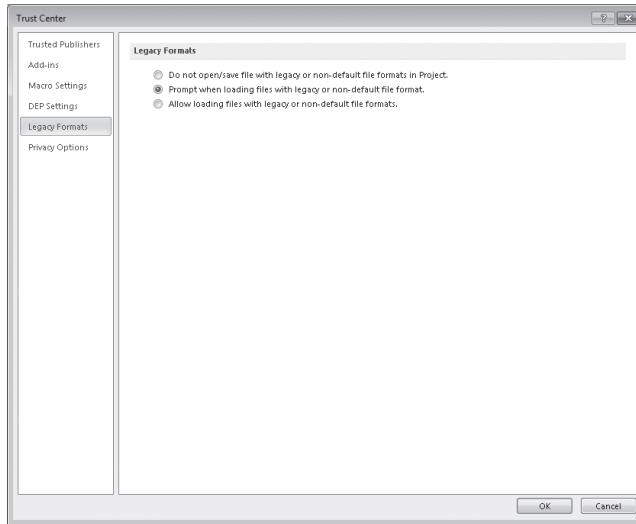 Trust Center
Trusted Publishers
Add-ins
Macro Settings
DEP Settings
Legacy Formats
Privacy Options
Legacy Formats
Do not open/save file with legacy or non-default file formats in Project.
Prompt when loading files with legacy or non-default file format.
Allow loading files with legacy or non-default file formats.
OK
Cancel